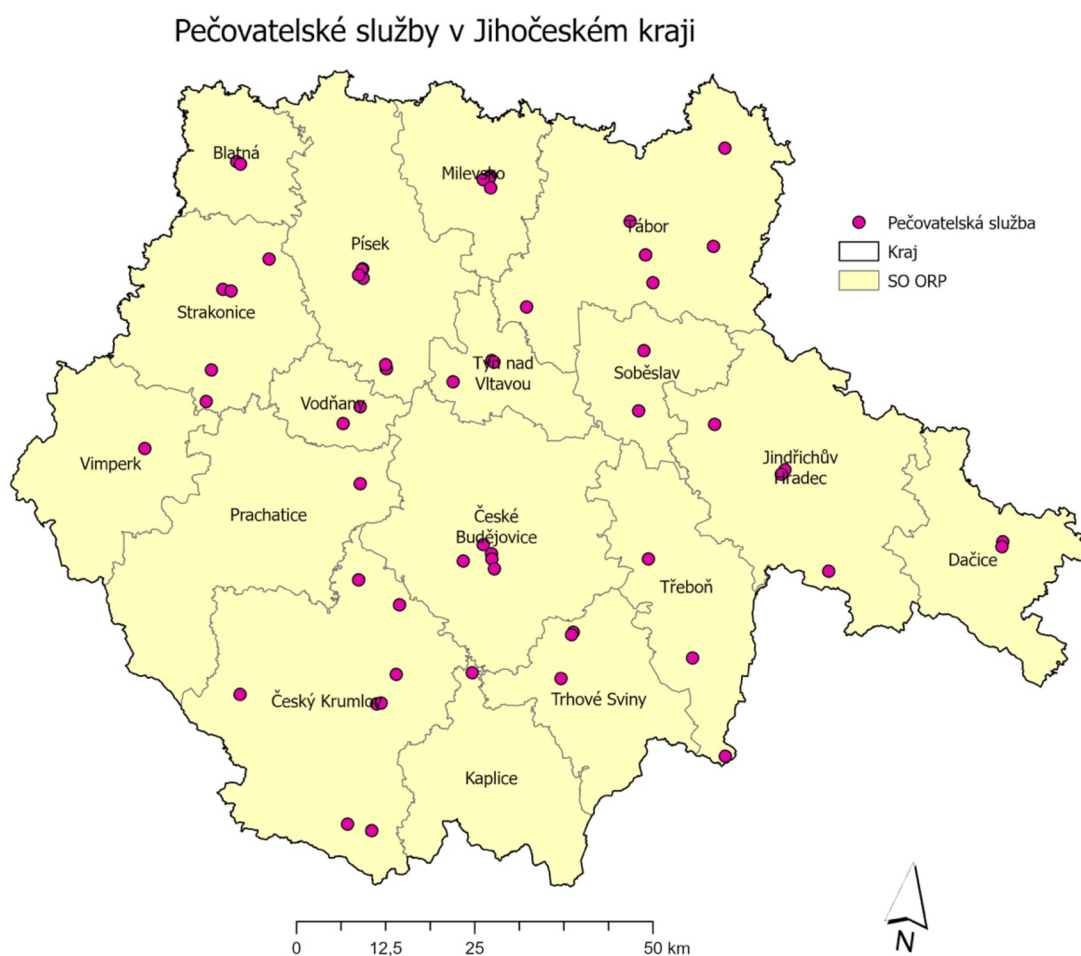 Pečovatelské služby v Jihočeském kraji
Blatná
Milevsko
Tábor
Písek
Strakonice
Týn nad
Vltavou
Soběslav
Vodňany
Vimperk
Jindřichův
Hradec
Prachatice
České
Budějovice
Třeboň
Dačice
Český Krumlov
Trhové Sviny
Kaplice
Pečovatelská služba
Kraj
SO ORP
0
12,5
25
50 km
N